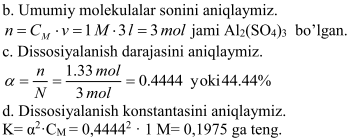 b. Umumiy molekulalar sonini aniqlaymiz.
n = C_M · v = 1 M · 3 l = 3 mol jami Al₂(SO₄)₃ bo’lgan.
c. Dissosiyalanish darajasini aniqlaymiz.
α = n/N = 1.33 mol/3 mol = 0.4444 yoki 44.44%
d. Dissosiyalanish konstantasini aniqlaymiz.
K= α²·C_M = 0,4444² · 1 M= 0,1975 ga teng.